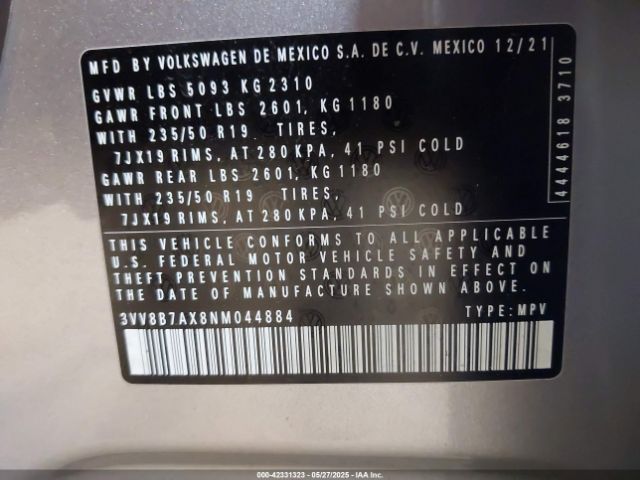 MFD BY VOLKSWAGEN DE MEXICO S.A. DE C.V. MEXICO 12/21
GVWR LBS 5093 KG 2310
GAWR FRONT LBS 2601, KG 1180
WITH 235/50 R19 TIRES,
7JX19 RIMS, AT 280 KPA, 41 PSI COLD
GAWR REAR LBS 2601, KG 1180
WITH 235/50 R19 TIRES,
7JX19 RIMS, AT 280 KPA, 41 PSI COLD
4444618 3710
THIS VEHICLE CONFORMS TO ALL APPLICABLE
U.S. FEDERAL MOTOR VEHICLE SAFETY AND
THEFT PREVENTION STANDARDS IN EFFECT ON
THE DATE OF MANUFACTURE SHOWN ABOVE.
3VV8B7AX8NM044884 TYPE: MPV
000-42331323 - 05/27/2025 - IAA Inc.